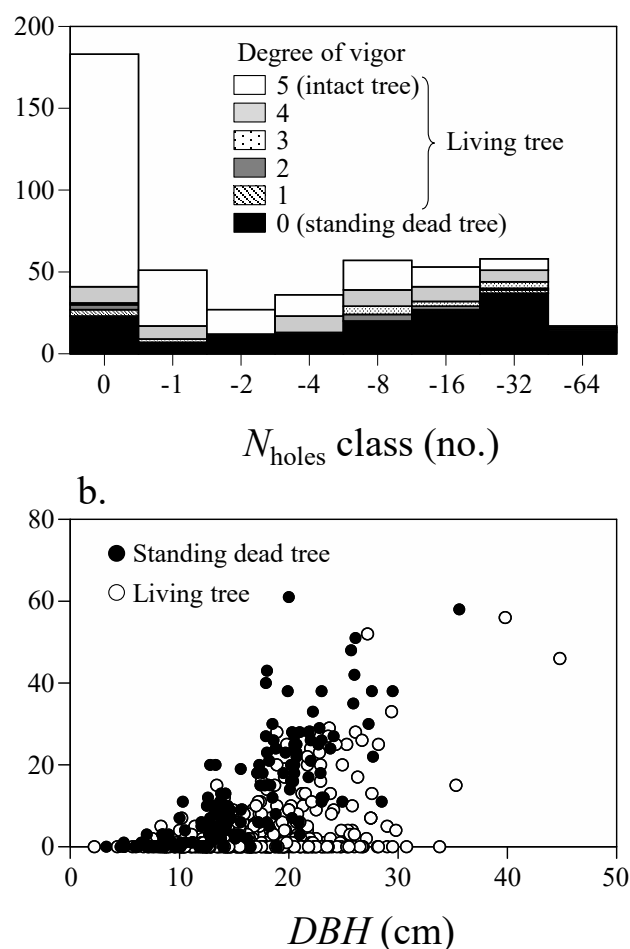 200
150
100
50
0
Degree of vigor
5 (intact tree)
4
3
2
1
0 (standing dead tree)
Living tree
0 -1 -2 -4 -8 -16 -32 -64
N_holes class (no.)
b.
80
60
40
20
0
Standing dead tree
Living tree
0 10 20 30 40 50
DBH (cm)